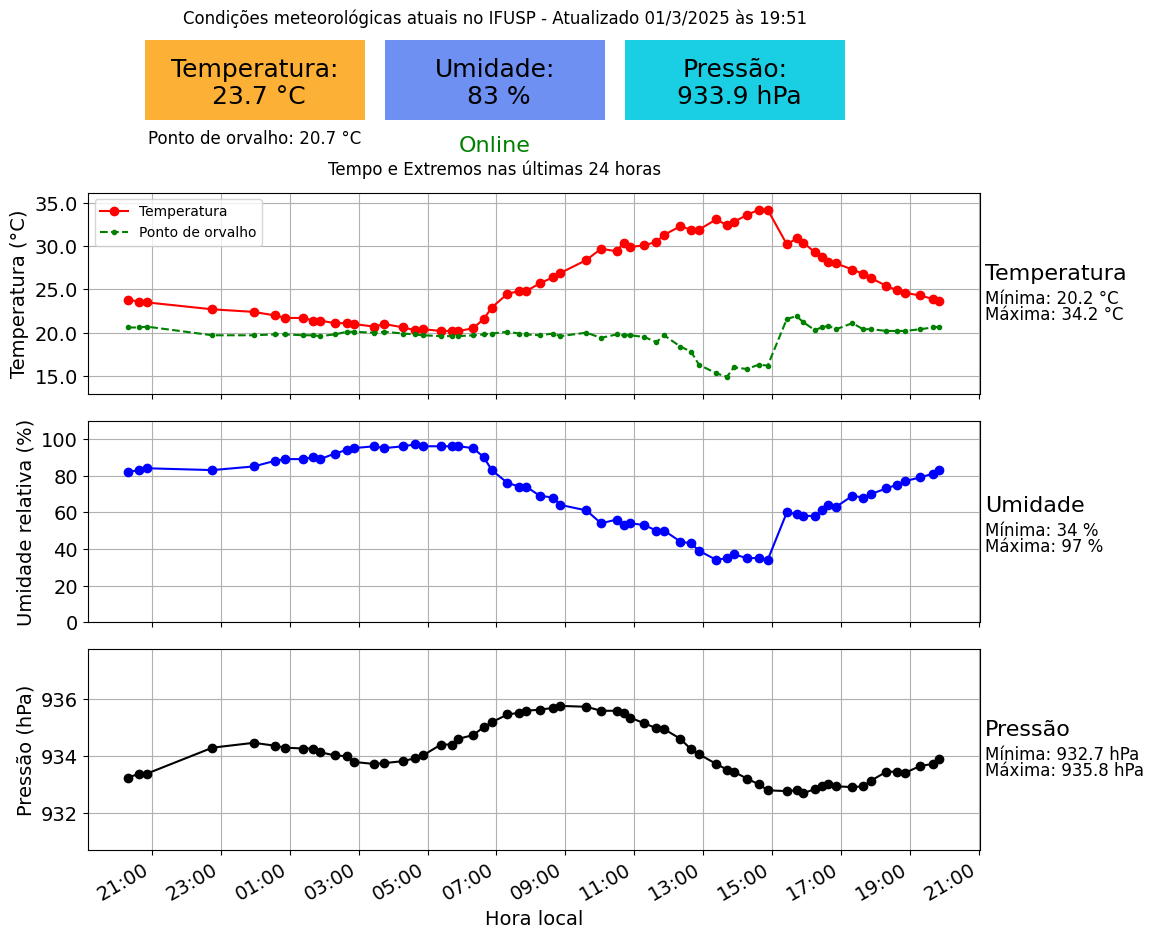 Condições meteorológicas atuais no IFUSP - Atualizado 01/3/2025 às 19:51
Temperatura:
23.7 °C
Umidade:
83 %
Pressão:
933.9 hPa
Ponto de orvalho: 20.7 °C
Online
Tempo e Extremos nas últimas 24 horas
Temperatura (°C)
35.0
30.0
25.0
20.0
15.0
Temperatura
Ponto de orvalho
Temperatura
Mínima: 20.2 °C
Máxima: 34.2 °C
Umidade relativa (%)
100
80
60
40
20
0
Umidade
Mínima: 34 %
Máxima: 97 %
Pressão (hPa)
936
934
932
Pressão
Mínima: 932.7 hPa
Máxima: 935.8 hPa
21:00 23:00 01:00 03:00 05:00 07:00 09:00 11:00 13:00 15:00 17:00 19:00 21:00
Hora local